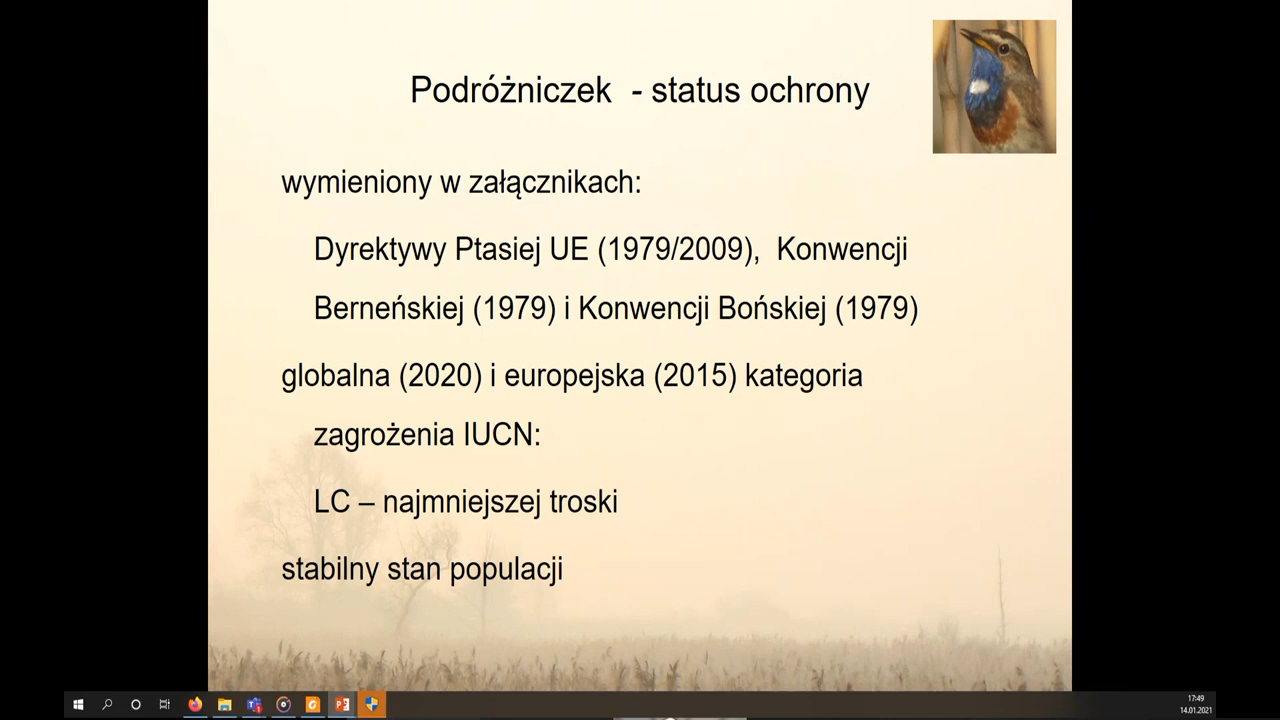 Podróżniczek - status ochrony
wymieniony w załącznikach:
Dyrektywy Ptasiej UE (1979/2009), Konwencji
Berneńskiej (1979) i Konwencji Bońskiej (1979)
globalna (2020) i europejska (2015) kategoria
zagrożenia IUCN:
LC – najmniejszej troski
stabilny stan populacji
17:49
14.01.2021